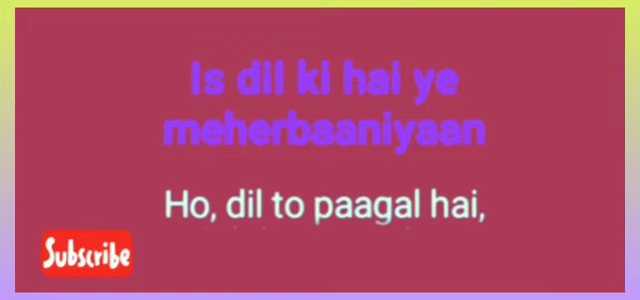 Is dil ki hai ye
meherbaaniyaan
Ho, dil to paagal hai,
Subscribe